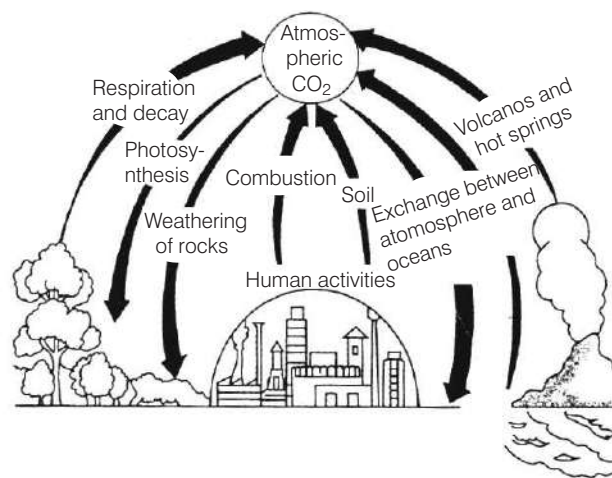 Atmos-
pheric
CO₂
Respiration
and decay
Photosy-
nthesis
Weathering
of rocks
Combustion
Soil
Human activities
Exchange between
atomosphere and
oceans
Volcanos and
hot springs